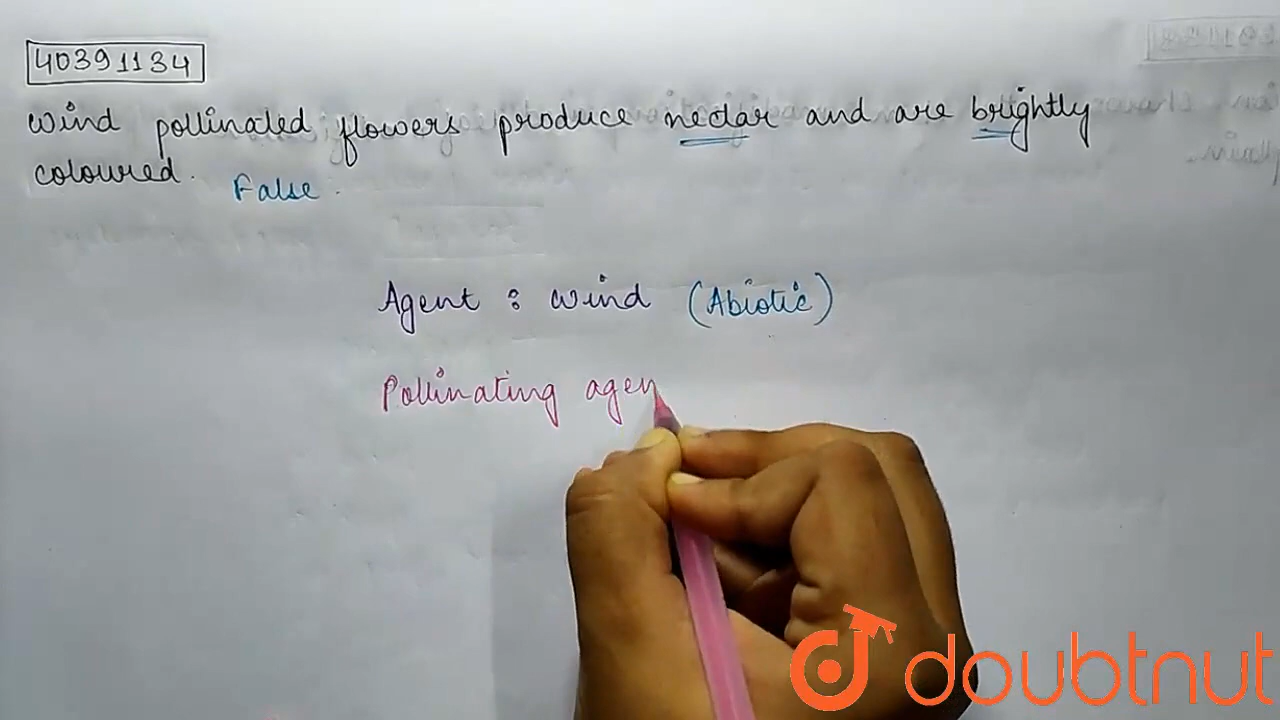 40391134
Wind pollinated flowers produce nectar and are brightly
coloured. False.
Agent : Wind (Abiotic)
Pollinating agen
doubtnut